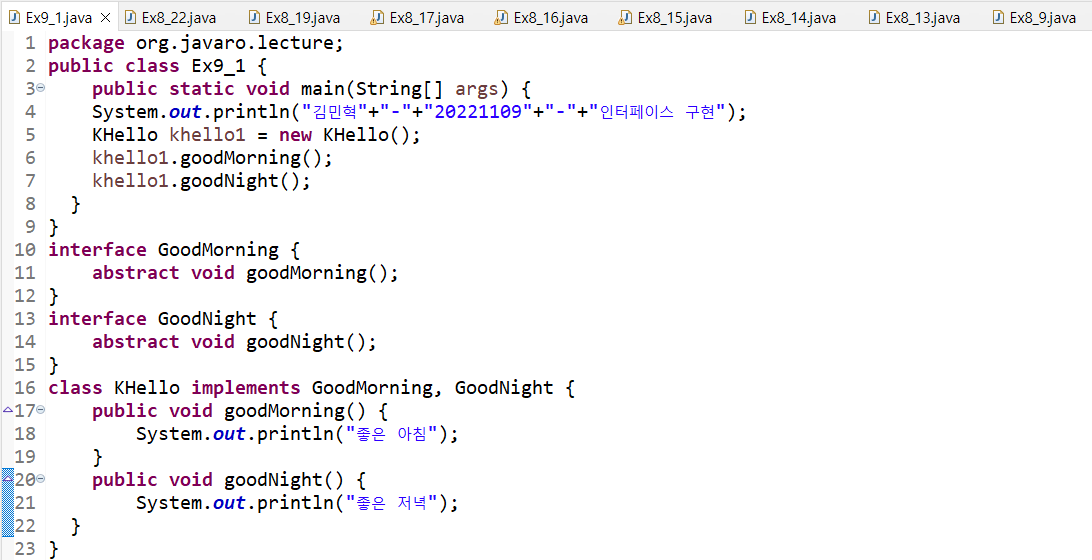 Ex9_1.java Ex8_22.java Ex8_19.java Ex8_17.java Ex8_16.java Ex8_15.java Ex8_14.java Ex8_13.java Ex8_9.java
1 package org.javaro.lecture;
2 public class Ex9_1 {
3 public static void main(String[] args) {
4 System.out.println("김민혁"+"-"+"20221109"+"-"+"인터페이스 구현");
5 KHello khello1 = new KHello();
6 khello1.goodMorning();
7 khello1.goodNight();
8 }
9 }
10 interface GoodMorning {
11 abstract void goodMorning();
12 }
13 interface GoodNight {
14 abstract void goodNight();
15 }
16 class KHello implements GoodMorning, GoodNight {
17 public void goodMorning() {
18 System.out.println("좋은 아침");
19 }
20 public void goodNight() {
21 System.out.println("좋은 저녁");
22 }
23 }